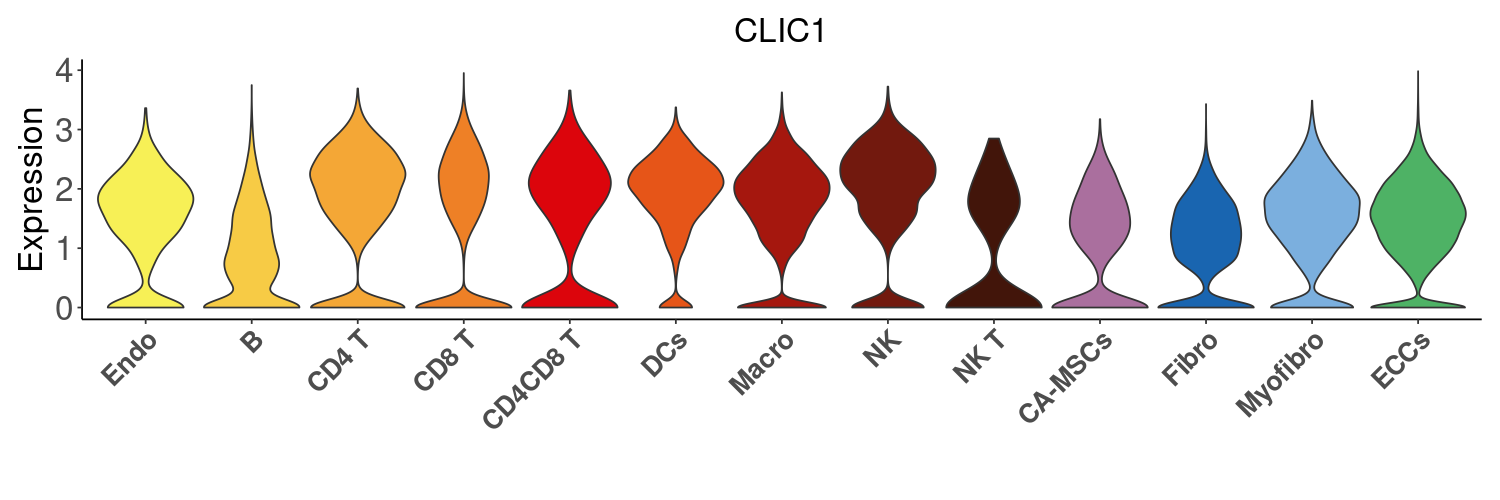 CLIC1
Expression
4
3
2
1
0
Endo
B
CD4 T
CD8 T
CD4CD8 T
DCs
Macro
NK
NK T
CA-MSCs
Fibro
Myofibro
ECCs